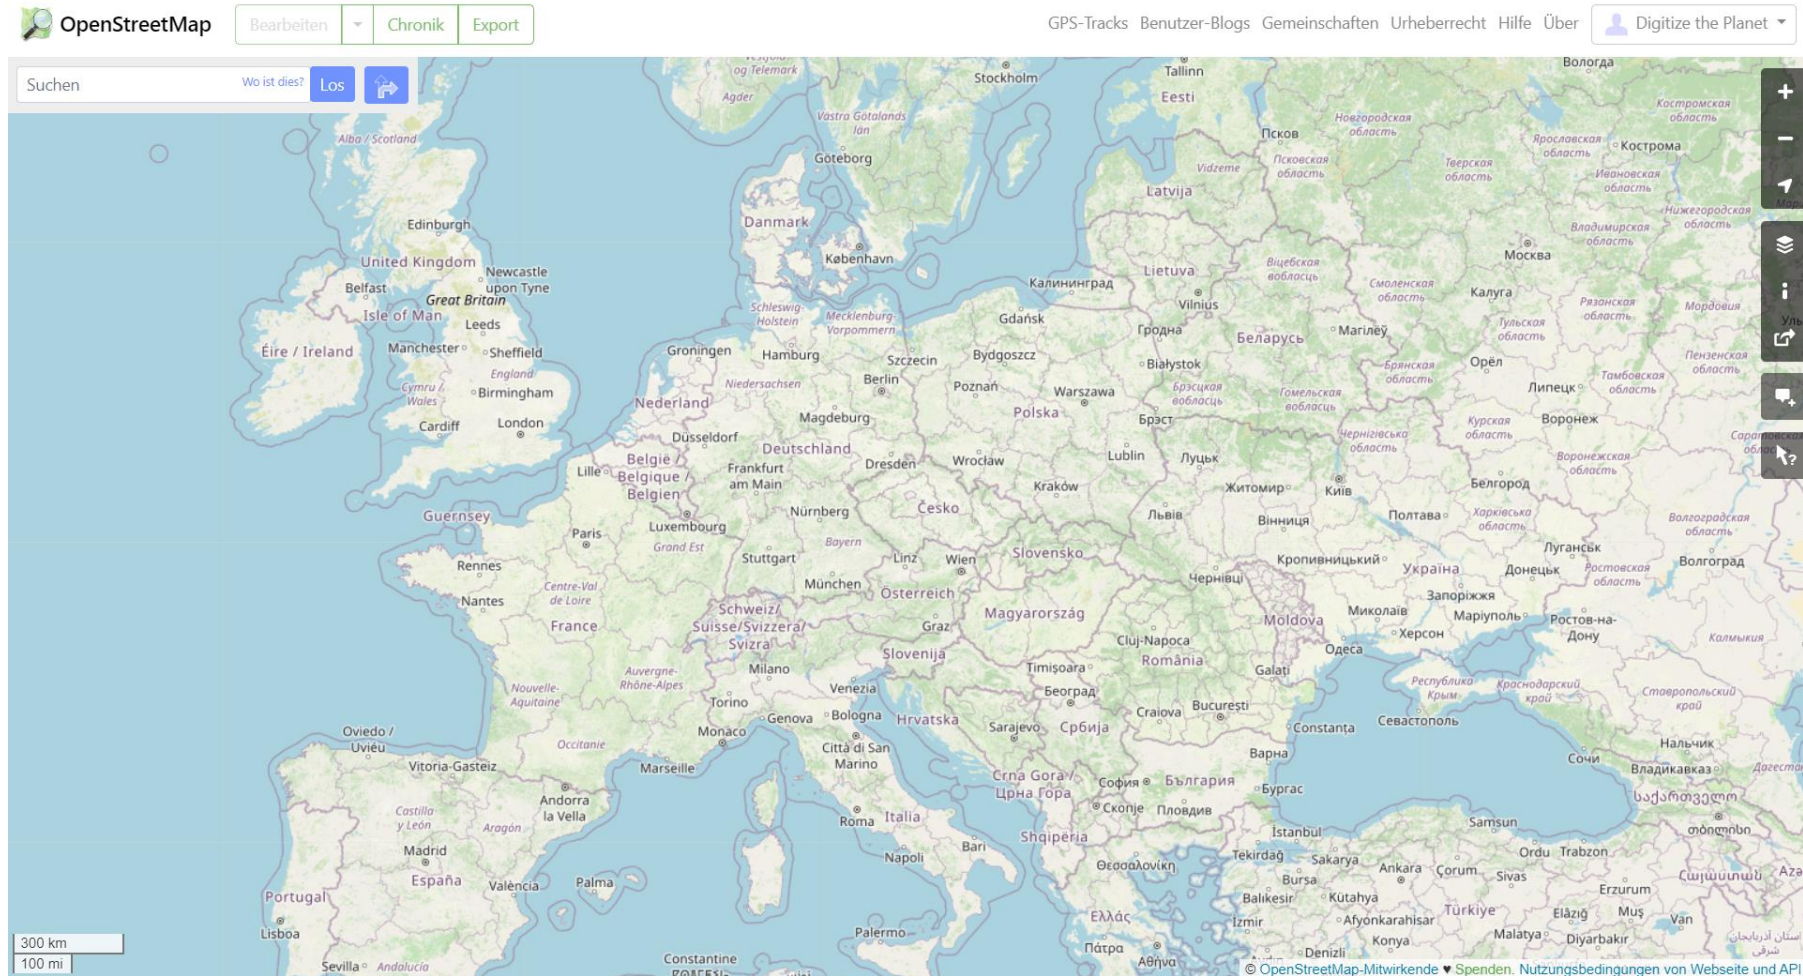 OpenStreetMap
Bearbeiten
Chronik
Export
GPS-Tracks
Benutzer-Blogs
Gemeinschaften
Urheberrecht
Hilfe
Über
Digitize the Planet
Suchen
Wo ist dies?
Los
og Telemark
Agder
Stockholm
Tallinn
Eesti
Вологда
Костромская
область
Västra Götalands
län
Псков
Новгородская
область
Ярославская
область
Кострома
Alba / Scotland
Göteborg
Vidzeme
Псковская
область
Тверская
область
Ивановская
область
Latvija
Edinburgh
Danmark
Нижегородская
область
Владимирская
область
United Kingdom
Newcastle
upon Tyne
København
Москва
Lietuva
Віцебская
вобласць
Belfast
Great Britain
Калининград
Смоленская
область
Калуга
Vilnius
Рязанская
область
Мордовия
Isle of Man
Leeds
Schleswig-
Holstein
Mecklenburg-
Vorpommern
Gdańsk
Гродна
Магілёў
Тульская
область
Беларусь
Éire / Ireland
Manchester
Sheffield
Groningen
Hamburg
Szczecin
Bydgoszcz
Białystok
Брянская
область
Орёл
Пензенская
область
England
Cymru /
Wales
Birmingham
Niedersachsen
Berlin
Poznań
Warszawa
Брэсцкая
вобласць
Гомельская
вобласць
Липецк
Тамбовская
область
Nederland
Magdeburg
Polska
Брэст
Курская
область
Воронеж
Cardiff
London
Düsseldorf
Deutschland
Чернігівська
область
België /
Belgique /
Belgien
Lille
Frankfurt
am Main
Dresden
Wrocław
Lublin
Луцьк
Воронежская
область
Kraków
Житомир
Київ
Белгород
Guernsey
Luxembourg
Nürnberg
Česko
Львів
Вінниця
Полтава
Харківська
область
Волгоградская
область
Paris
Grand Est
Bayern
Rennes
Stuttgart
Linz
Wien
Slovensko
Кропивницький
Україна
Луганськ
Донецьк
Ростовская
область
Волгоград
Centre-Val
de Loire
München
Österreich
Чернівці
Nantes
Schweiz/
Suisse/Svizzera/
Svizra
Magyarország
Запоріжжя
Миколаїв
Маріуполь
Ростов-на-
Дону
France
Graz
Moldova
Херсон
Калмыкия
Cluj-Napoca
Одеса
Slovenija
Milano
Timișoara
România
Galați
Auvergne-
Rhône-Alpes
Nouvelle-
Aquitaine
Venezia
Београд
Республика
Крым
Краснодарский
край
Ставропольский
край
Torino
Genova
Bologna
Hrvatska
Sarajevo
Србија
Craiova
București
Constanța
Севастополь
Oviedo /
Uviéu
Occitanie
Monaco
Città di San
Marino
Варна
Нальчик
Сочи
Владикавказ
Vitoria-Gasteiz
Marseille
Crna Gora /
Црна Гора
София
България
Бургас
საქართველო
Andorra
la Vella
Скопје
Пловдив
Castilla
y León
Aragón
Roma
Italia
Shqipëria
İstanbul
Samsun
თბილისი
Madrid
Bari
Napoli
Θεσσαλονίκη
Tekirdağ
Sakarya
Ankara
Çorum
Sivas
Ordu
Trabzon
Հայաստան
España
València
Palma
Bursa
Erzurum
Portugal
Balıkesir
Kütahya
Ελλάς
İzmir
Afyonkarahisar
Türkiye
Elâzığ
Muş
Van
Lisboa
Palermo
Πάτρα
Αθήνα
Konya
Malatya
Diyarbakır
Denizli
Sevilla
Andalucía
Constantine
300 km
100 mi
© OpenStreetMap-Mitwirkende ♥ Spenden. Nutzungsbedingungen von Webseite und API